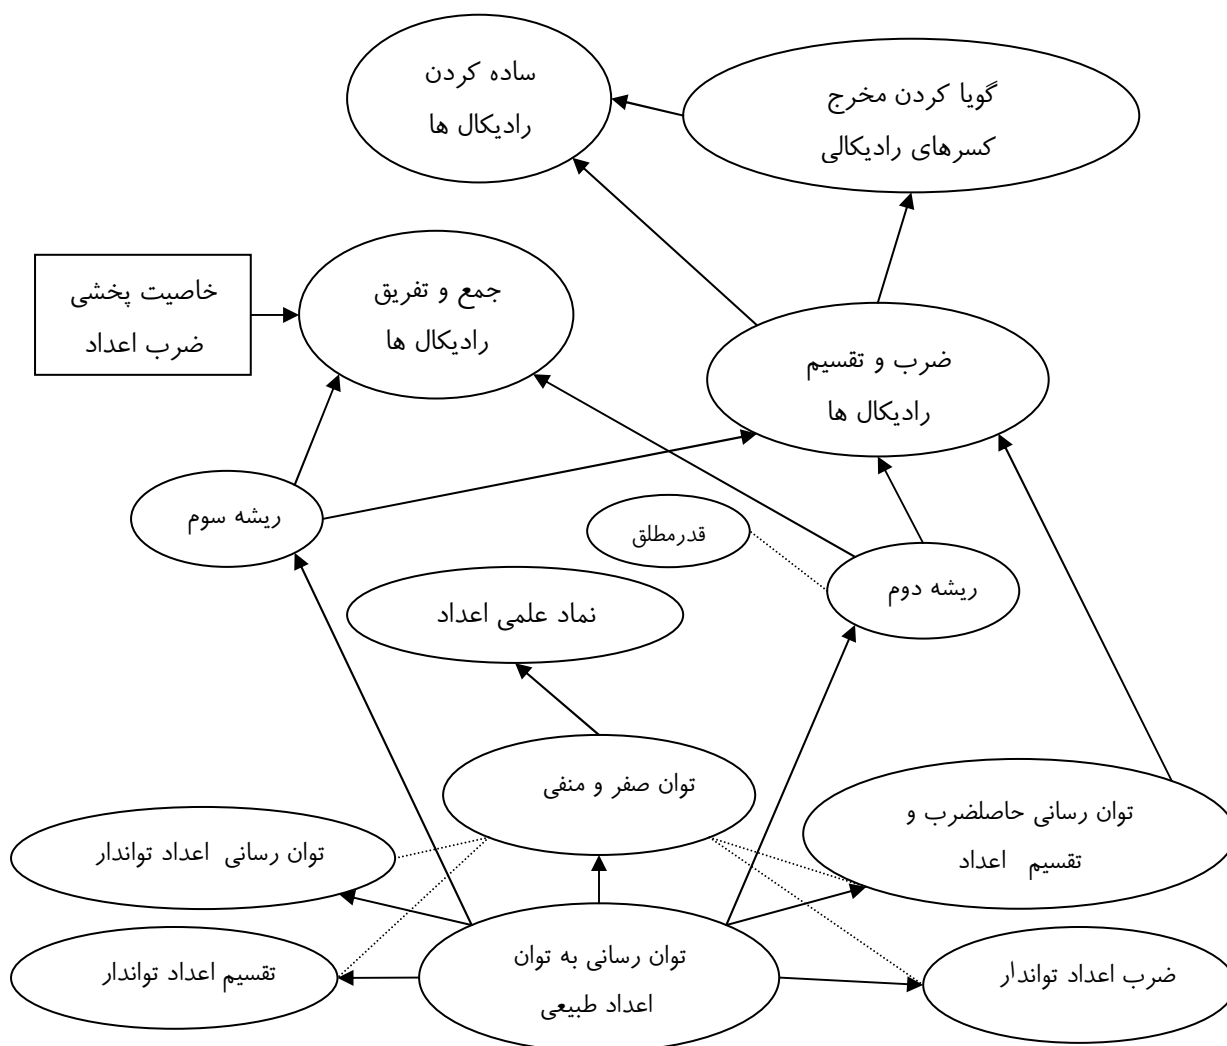 ساده کردن
رادیکال ها
گویا کردن مخرج
کسرهای رادیکالی
خاصیت پخشی
ضرب اعداد
جمع و تفریق
رادیکال ها
ضرب و تقسیم
رادیکال ها
ریشه سوم
قدرمطلق
ریشه دوم
نماد علمی اعداد
توان صفر و منفی
توان رسانی حاصلضرب و
تقسیم اعداد
توان رسانی اعداد تواندار
تقسیم اعداد تواندار
توان رسانی به توان
اعداد طبیعی
ضرب اعداد تواندار